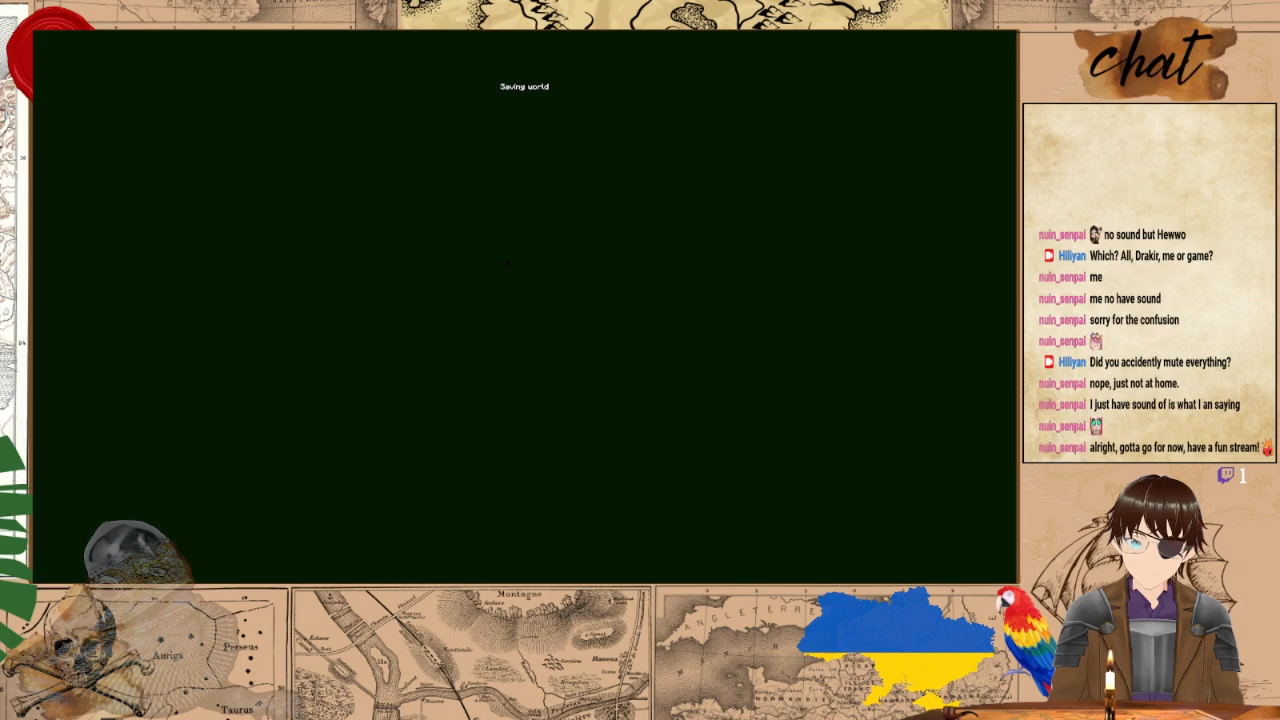 chat
Saving world
nuin_senpai no sound but Hewwo
Hiliyan Which? All, Drakir, me or game?
nuin_senpai me
nuin_senpai me no have sound
nuin_senpai sorry for the confusion
nuin_senpai
Hiliyan Did you accidently mute everything?
nuin_senpai nope, just not at home.
nuin_senpai I just have sound of is what I an saying
nuin_senpai
nuin_senpai alright, gotta go for now, have a fun stream!
1
Montagne
ANGLETERRE
Auriga
Perseus
Taurus